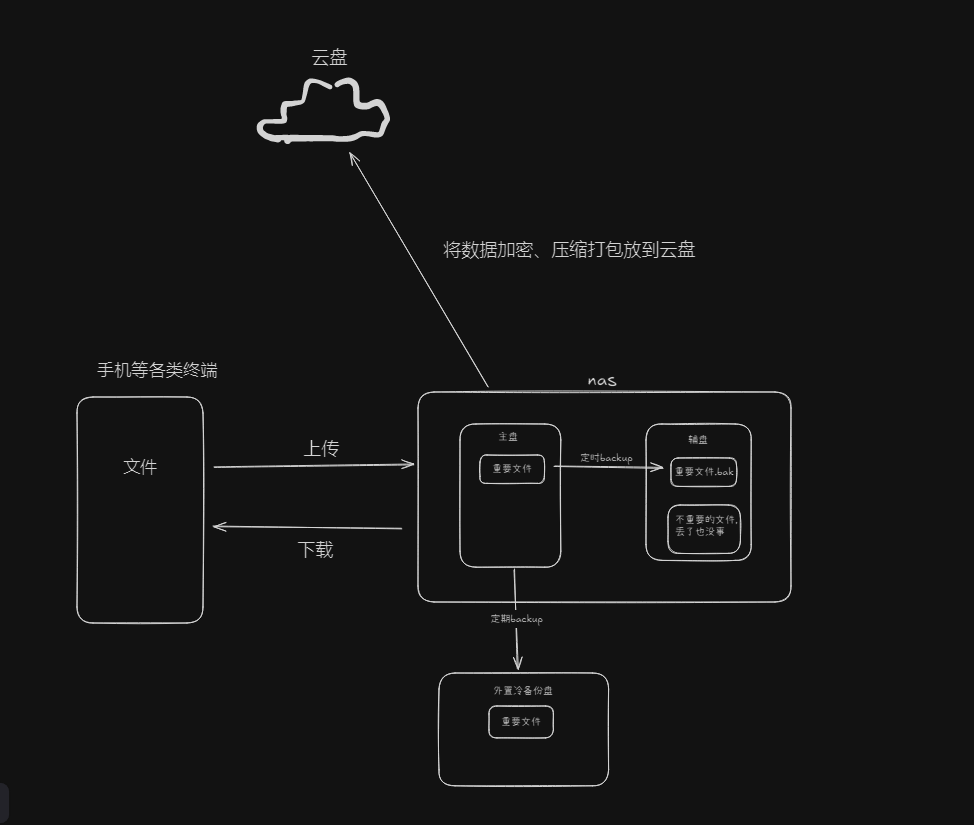 云盘
将数据加密、压缩打包放到云盘
手机等各类终端
文件
上传
下载
nas
主盘
重要文件
定时backup
辅盘
重要文件.bak
不重要的文件,
丢了也没事
定期backup
外置冷备份盘
重要文件